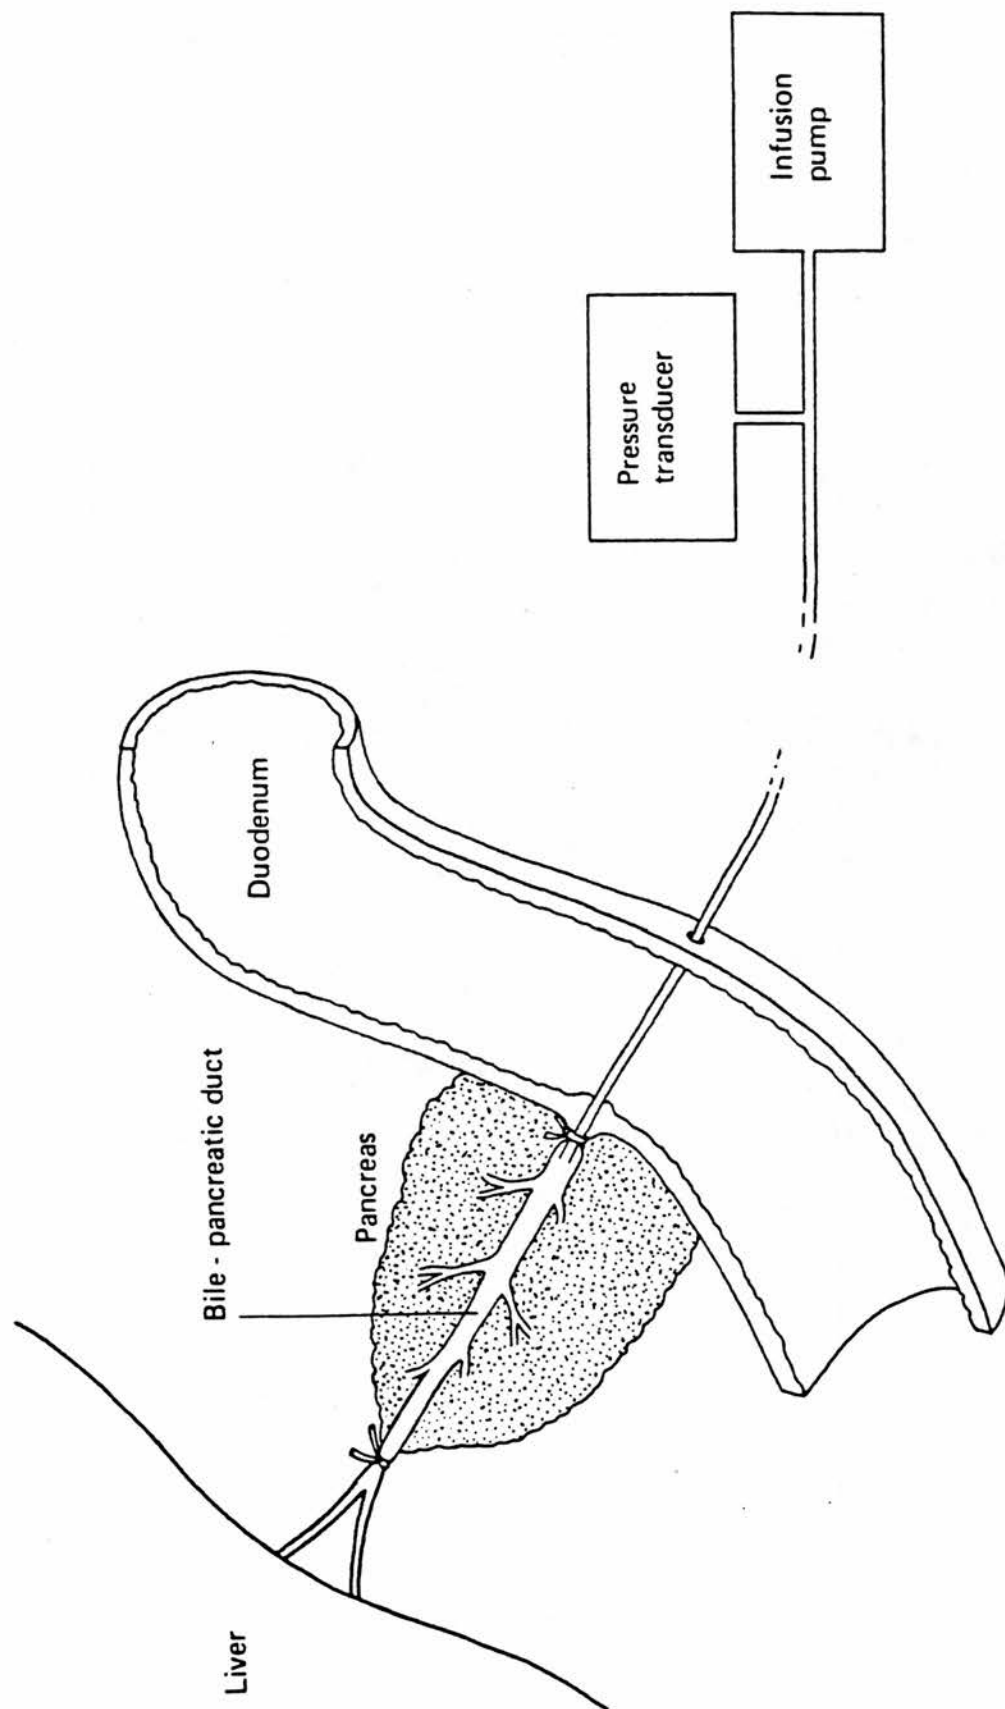 Liver
Bile - pancreatic duct
Pancreas
Duodenum
Pressure
transducer
Infusion
pump